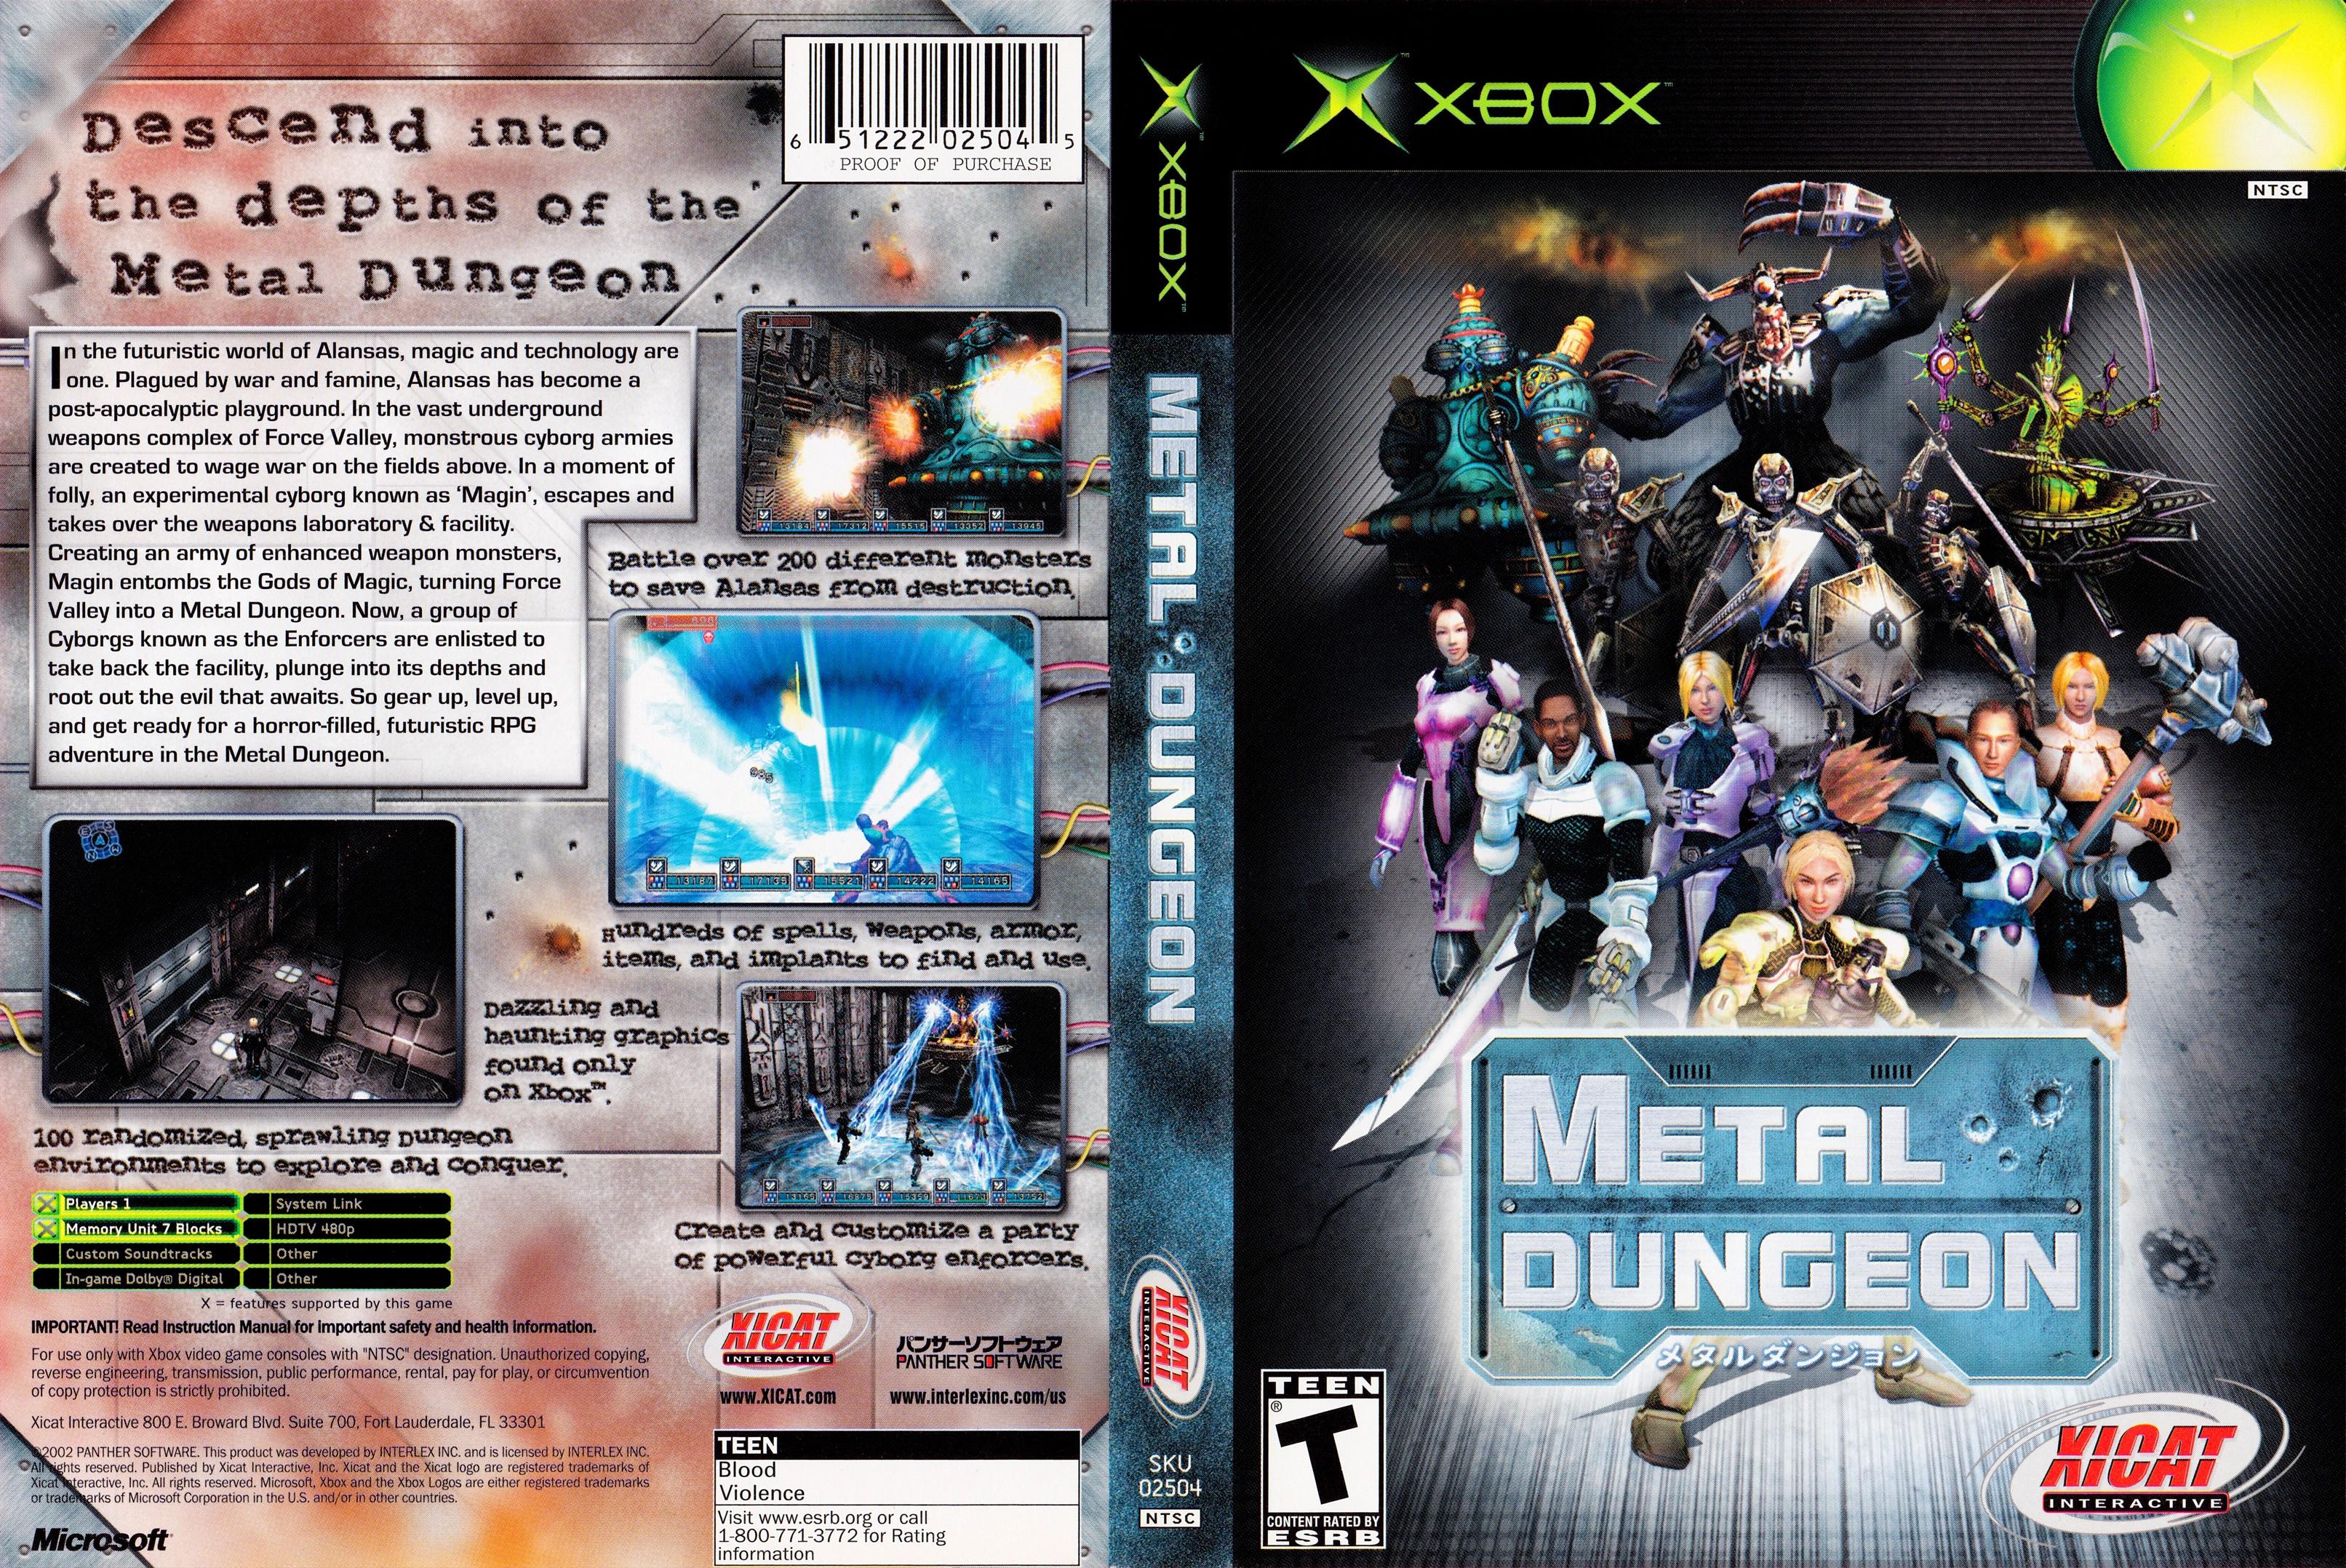 Descend into
the depths of the
Metal Dungeon...
6 51222 02504 5
PROOF OF PURCHASE
In the futuristic world of Alansas, magic and technology are
one. Plagued by war and famine, Alansas has become a
post-apocalyptic playground. In the vast underground
weapons complex of Force Valley, monstrous cyborg armies
are created to wage war on the fields above. In a moment of
folly, an experimental cyborg known as ‘Magin’, escapes and
takes over the weapons laboratory & facility.
Creating an army of enhanced weapon monsters,
Magin entombs the Gods of Magic, turning Force
Valley into a Metal Dungeon. Now, a group of
Cyborgs known as the Enforcers are enlisted to
take back the facility, plunge into its depths and
root out the evil that awaits. So gear up, level up,
and get ready for a horror-filled, futuristic RPG
adventure in the Metal Dungeon.
Battle over 200 different monsters
to save Alansas from destruction.
Hundreds of spells, weapons, armor,
items, and implants to find and use.
Dazzling and
haunting graphics
found only
on Xbox™.
100 randomized, sprawling dungeon
environments to explore and conquer.
Create and customize a party
of powerful cyborg enforcers.
Players 1
Memory Unit 7 Blocks
Custom Soundtracks
In-game Dolby® Digital
System Link
HDTV 480p
Other
Other
X = features supported by this game
IMPORTANT! Read Instruction Manual for important safety and health information.
For use only with Xbox video game consoles with "NTSC" designation. Unauthorized copying,
reverse engineering, transmission, public performance, rental, pay for play, or circumvention
of copy protection is strictly prohibited.
Xicat Interactive 800 E. Broward Blvd. Suite 700, Fort Lauderdale, FL 33301
©2002 PANTHER SOFTWARE. This product was developed by INTERLEX INC. and is licensed by INTERLEX INC.
All rights reserved. Published by Xicat Interactive, Inc. Xicat and the Xicat logo are registered trademarks of
Xicat Interactive, Inc. All rights reserved. Microsoft, Xbox and the Xbox Logos are either registered trademarks
or trademarks of Microsoft Corporation in the U.S. and/or in other countries.
Microsoft
XICAT
INTERACTIVE
www.XICAT.com
パンサーソフトウェア
PANTHER SOFTWARE
www.interlexinc.com/us
TEEN
Blood
Violence
Visit www.esrb.org or call
1-800-771-3772 for Rating
information
XBOX™
METAL DUNGEON
XICAT
INTERACTIVE
SKU
02504
NTSC
XBOX™
NTSC
METAL
DUNGEON
メタルダンジョン
TEEN
T
CONTENT RATED BY
ESRB
XICAT
INTERACTIVE